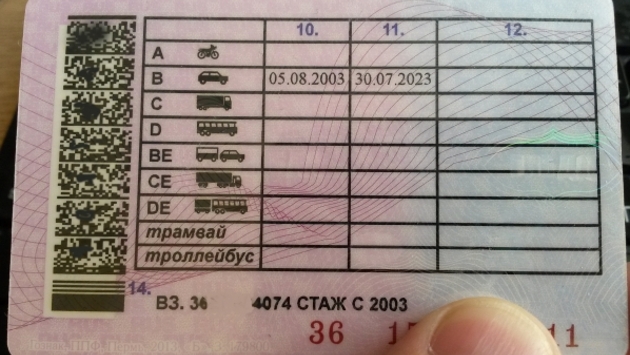 10. 11. 12.
A
B 05.08.2003 30.07.2023
C
D
BE
CE
DE
трамвай
троллейбус
14.
ВЗ. 36 4074 СТАЖ С 2003
36 11